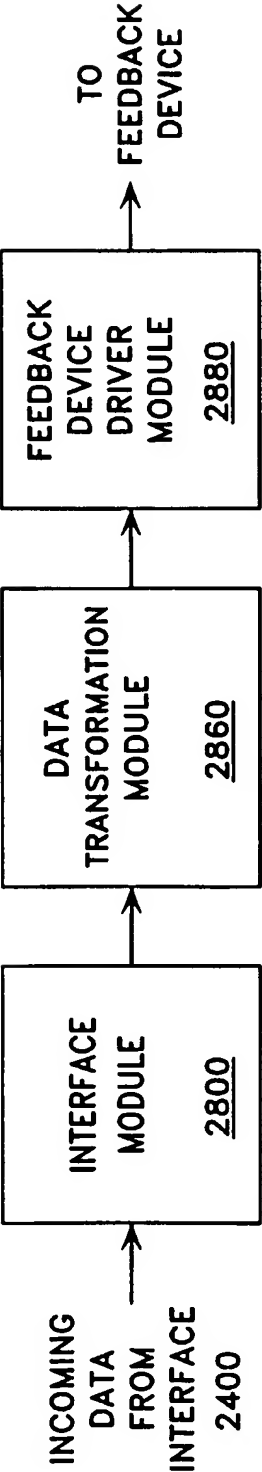 INCOMING
DATA
FROM
INTERFACE
2400
INTERFACE
MODULE
2800
DATA
TRANSFORMATION
MODULE
2860
FEEDBACK
DEVICE
DRIVER
MODULE
2880
TO
FEEDBACK
DEVICE